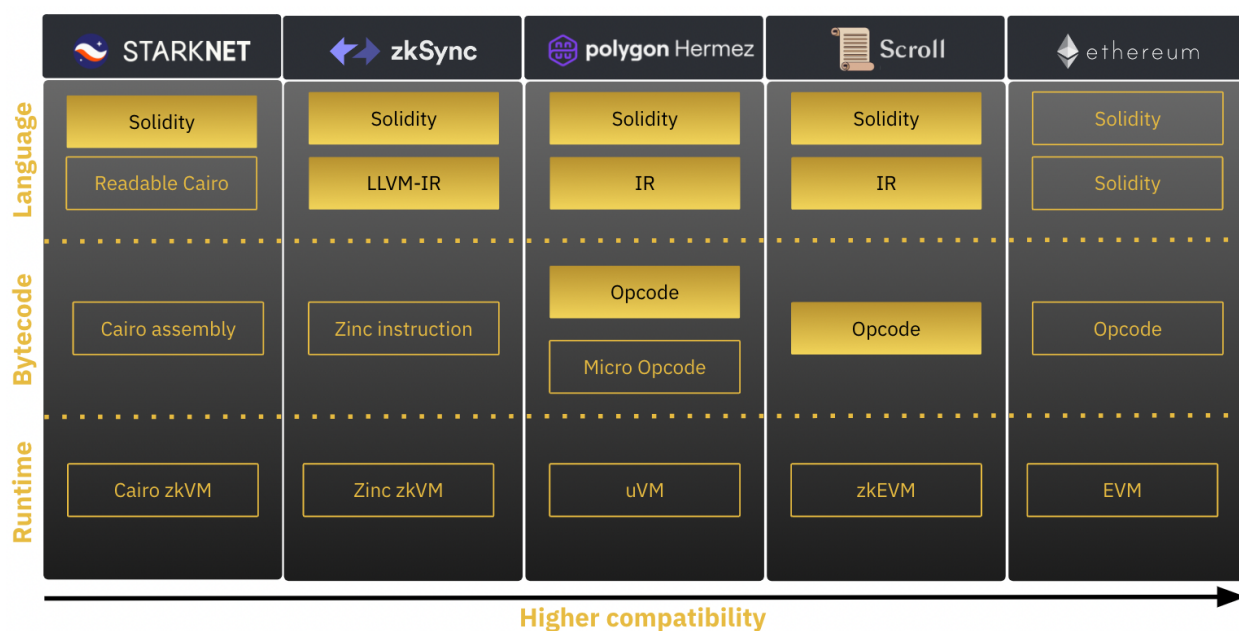 STARKNET
zkSync
polygon Hermez
Scroll
ethereum
Language
Solidity
Solidity
Solidity
Solidity
Solidity
Readable Cairo
LLVM-IR
IR
IR
Solidity
Bytecode
Opcode
Cairo assembly
Zinc instruction
Opcode
Opcode
Micro Opcode
Runtime
Cairo zkVM
Zinc zkVM
uVM
zkEVM
EVM
Higher compatibility